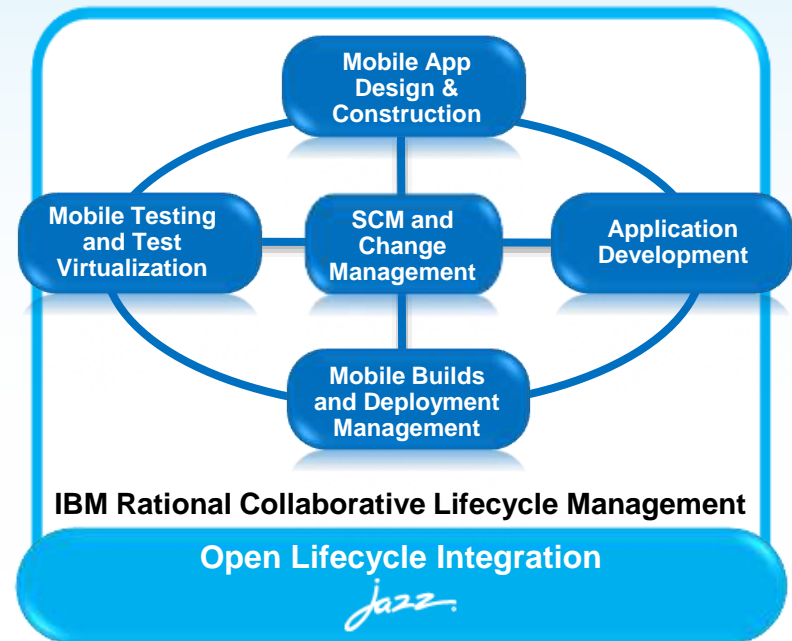 Mobile App
Design &
Construction
Mobile Testing
and Test
Virtualization
SCM and
Change
Management
Application
Development
Mobile Builds
and Deployment
Management
IBM Rational Collaborative Lifecycle Management
Open Lifecycle Integration
jazz